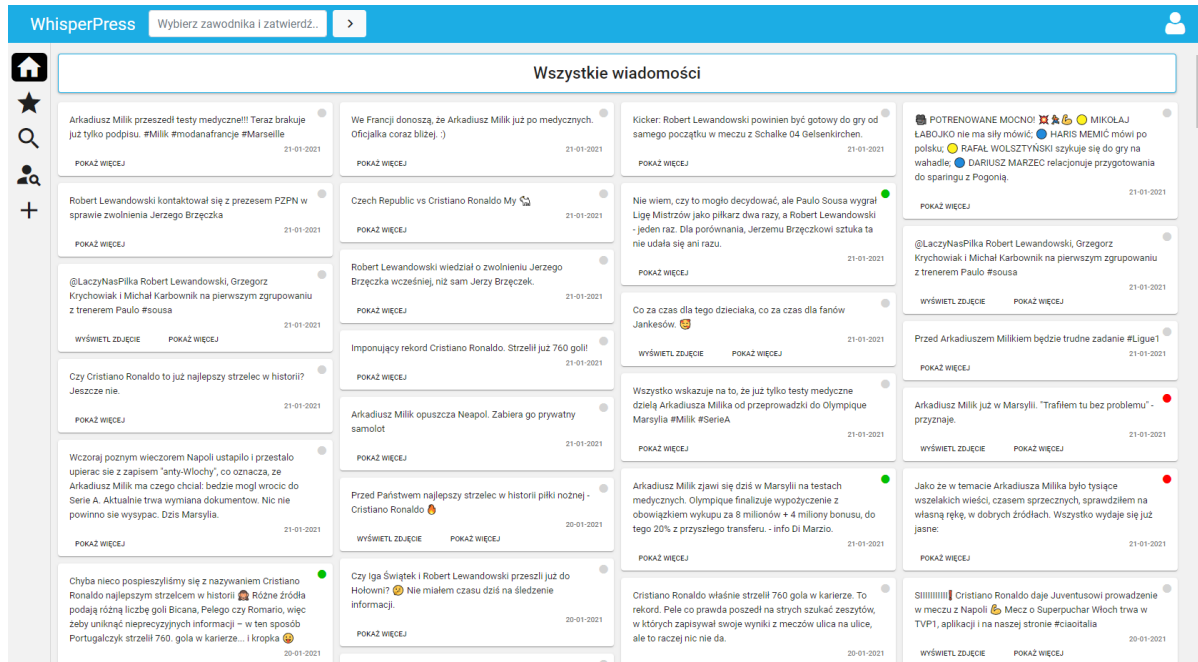 WhisperPress
Wybierz zawodnika i zatwierdź..
Wszystkie wiadomości
Arkadiusz Milik przeszedł testy medyczne!!! Teraz brakuje
już tylko podpisu. #Milik #modanafrancje #Marseille
21-01-2021
POKAŻ WIĘCEJ
Robert Lewandowski kontaktował się z prezesem PZPN w
sprawie zwolnienia Jerzego Brzęczka
21-01-2021
POKAŻ WIĘCEJ
@LaczyNasPilka Robert Lewandowski, Grzegorz
Krychowiak i Michał Karbownik na pierwszym zgrupowaniu
z trenerem Paulo #sousa
21-01-2021
WYŚWIETL ZDJĘCIE POKAŻ WIĘCEJ
Czy Cristiano Ronaldo to już najlepszy strzelec w historii?
Jeszcze nie.
21-01-2021
POKAŻ WIĘCEJ
Wczoraj poznym wieczorem Napoli ustapilo i przestalo
upierac sie z zapisem "anty-Wlochy", co oznacza, ze
Arkadiusz Milik ma czego chcial: bedzie mogl wrocic do
Serie A. Aktualnie trwa wymiana dokumentow. Nic nie
powinno sie wysypac. Dzis Marsylia.
21-01-2021
POKAŻ WIĘCEJ
Chyba nieco pospieszyliśmy się z nazywaniem Cristiano
Ronaldo najlepszym strzelcem w historii 🤦 Różne źródła
podają różną liczbę goli Bicana, Pelego czy Romario, więc
żeby uniknąć nieprecyzyjnych informacji – w ten sposób
Portugalczyk strzelił 760. gola w karierze... i kropka 😛
20-01-2021
We Francji donoszą, że Arkadiusz Milik już po medycznych.
Oficjalka coraz bliżej. :)
21-01-2021
POKAŻ WIĘCEJ
Czech Republic vs Cristiano Ronaldo My 🐪
21-01-2021
POKAŻ WIĘCEJ
Robert Lewandowski wiedział o zwolnieniu Jerzego
Brzęczka wcześniej, niż sam Jerzy Brzęczek.
21-01-2021
POKAŻ WIĘCEJ
Imponujący rekord Cristiano Ronaldo. Strzelił już 760 goli!
21-01-2021
POKAŻ WIĘCEJ
Arkadiusz Milik opuszcza Neapol. Zabiera go prywatny
samolot
21-01-2021
POKAŻ WIĘCEJ
Przed Państwem najlepszy strzelec w historii piłki nożnej -
Cristiano Ronaldo 🔥
20-01-2021
WYŚWIETL ZDJĘCIE POKAŻ WIĘCEJ
Czy Iga Świątek i Robert Lewandowski przeszli już do
Hołowni? 🤔 Nie miałem czasu dziś na śledzenie
informacji.
20-01-2021
POKAŻ WIĘCEJ
Kicker: Robert Lewandowski powinien być gotowy do gry od
samego początku w meczu z Schalke 04 Gelsenkirchen.
21-01-2021
POKAŻ WIĘCEJ
Nie wiem, czy to mogło decydować, ale Paulo Sousa wygrał
Ligę Mistrzów jako piłkarz dwa razy, a Robert Lewandowski
- jeden raz. Dla porównania, Jerzemu Brzęczkowi sztuka ta
nie udała się ani razu.
21-01-2021
POKAŻ WIĘCEJ
Co za czas dla tego dzieciaka, co za czas dla fanów
Jankesów. 🥰
21-01-2021
WYŚWIETL ZDJĘCIE POKAŻ WIĘCEJ
Wszystko wskazuje na to, że już tylko testy medyczne
dzielą Arkadiusza Milika od przeprowadzki do Olympique
Marsylia #Milik #SerieA
21-01-2021
POKAŻ WIĘCEJ
Arkadiusz Milik zjawi się dziś w Marsylii na testach
medycznych. Olympique finalizuje wypożyczenie z
obowiązkiem wykupu za 8 milionów + 4 miliony bonusu, do
tego 20% z przyszłego transferu. - info Di Marzio.
21-01-2021
POKAŻ WIĘCEJ
Cristiano Ronaldo właśnie strzelił 760 gola w karierze. To
rekord. Pele co prawda poszedł na strych szukać zeszytów,
w których zapisywał swoje wyniki z meczów ulica na ulice,
ale to raczej nic nie da.
20-01-2021
POTRENOWANE MOCNO! 💥 💪 🟡 MIKOŁAJ
ŁABOJKO nie ma siły mówić; 🔵 HARIS MEMIĆ mówi po
polsku; 🟡 RAFAŁ WOLSZTYŃSKI szykuje się do gry na
wahadle; 🔵 DARIUSZ MARZEC relacjonuje przygotowania
do sparingu z Pogonią.
21-01-2021
POKAŻ WIĘCEJ
@LaczyNasPilka Robert Lewandowski, Grzegorz
Krychowiak i Michał Karbownik na pierwszym zgrupowaniu
z trenerem Paulo #sousa
21-01-2021
WYŚWIETL ZDJĘCIE POKAŻ WIĘCEJ
Przed Arkadiuszem Milikiem będzie trudne zadanie #Ligue1
21-01-2021
POKAŻ WIĘCEJ
Arkadiusz Milik już w Marsylii. "Trafiłem tu bez problemu" -
przyznaje.
21-01-2021
WYŚWIETL ZDJĘCIE POKAŻ WIĘCEJ
Jako że w temacie Arkadiusza Milika było tysiące
wszelakich wieści, czasem sprzecznych, sprawdziłem na
własną rękę, w dobrych źródłach. Wszystko wydaje się już
jasne:
21-01-2021
POKAŻ WIĘCEJ
SIIIIIIIIIII❗ Cristiano Ronaldo daje Juventusowi prowadzenie
w meczu z Napoli 💪 Mecz o Superpuchar Włoch trwa w
TVP1, aplikacji i na naszej stronie #ciaoitalia
20-01-2021
WYŚWIETL ZDJĘCIE POKAŻ WIĘCEJ